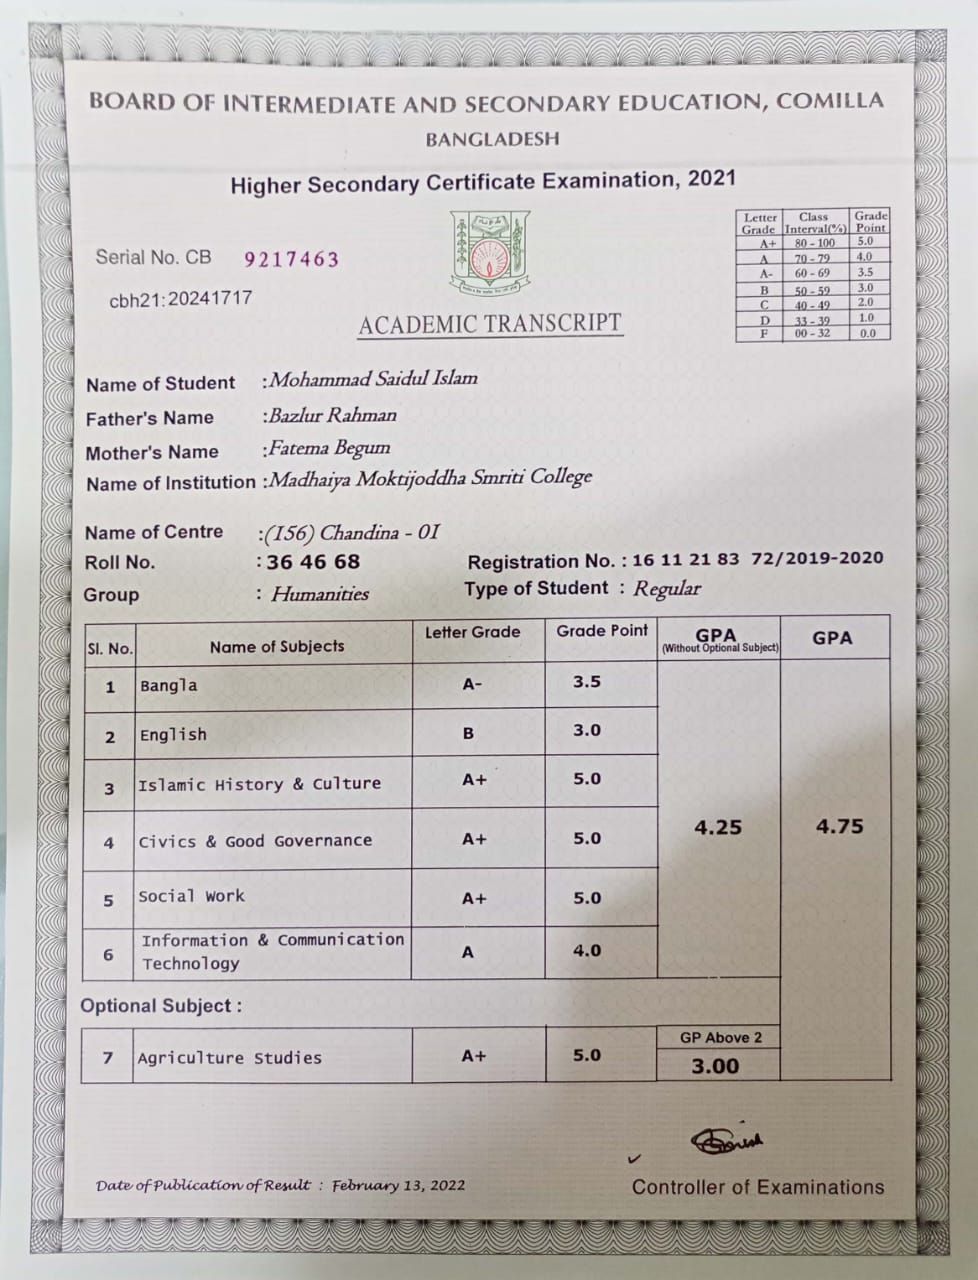 BOARD OF INTERMEDIATE AND SECONDARY EDUCATION, COMILLA
BANGLADESH
Higher Secondary Certificate Examination, 2021
Serial No. CB 9217463
cbh21:20241717
ACADEMIC TRANSCRIPT
Letter Grade Class Interval(%) Grade Point
A+ 80 - 100 5.0
A 70 - 79 4.0
A- 60 - 69 3.5
B 50 - 59 3.0
C 40 - 49 2.0
D 33 - 39 1.0
F 00 - 32 0.0
Name of Student :Mohammad Saidul Islam
Father's Name :Bazlur Rahman
Mother's Name :Fatema Begum
Name of Institution :Madhaiya Moktijoddha Smriti College
Name of Centre :(156) Chandina - 01
Roll No. : 36 46 68 Registration No. : 16 11 21 83 72/2019-2020
Group : Humanities Type of Student : Regular
Sl. No. Name of Subjects Letter Grade Grade Point GPA (Without Optional Subject) GPA
1 Bangla A- 3.5
2 English B 3.0
3 Islamic History & Culture A+ 5.0
4 Civics & Good Governance A+ 5.0 4.25 4.75
5 Social Work A+ 5.0
6 Information & Communication Technology A 4.0
Optional Subject :
GP Above 2
7 Agriculture Studies A+ 5.0 3.00
Date of Publication of Result : February 13, 2022
Controller of Examinations